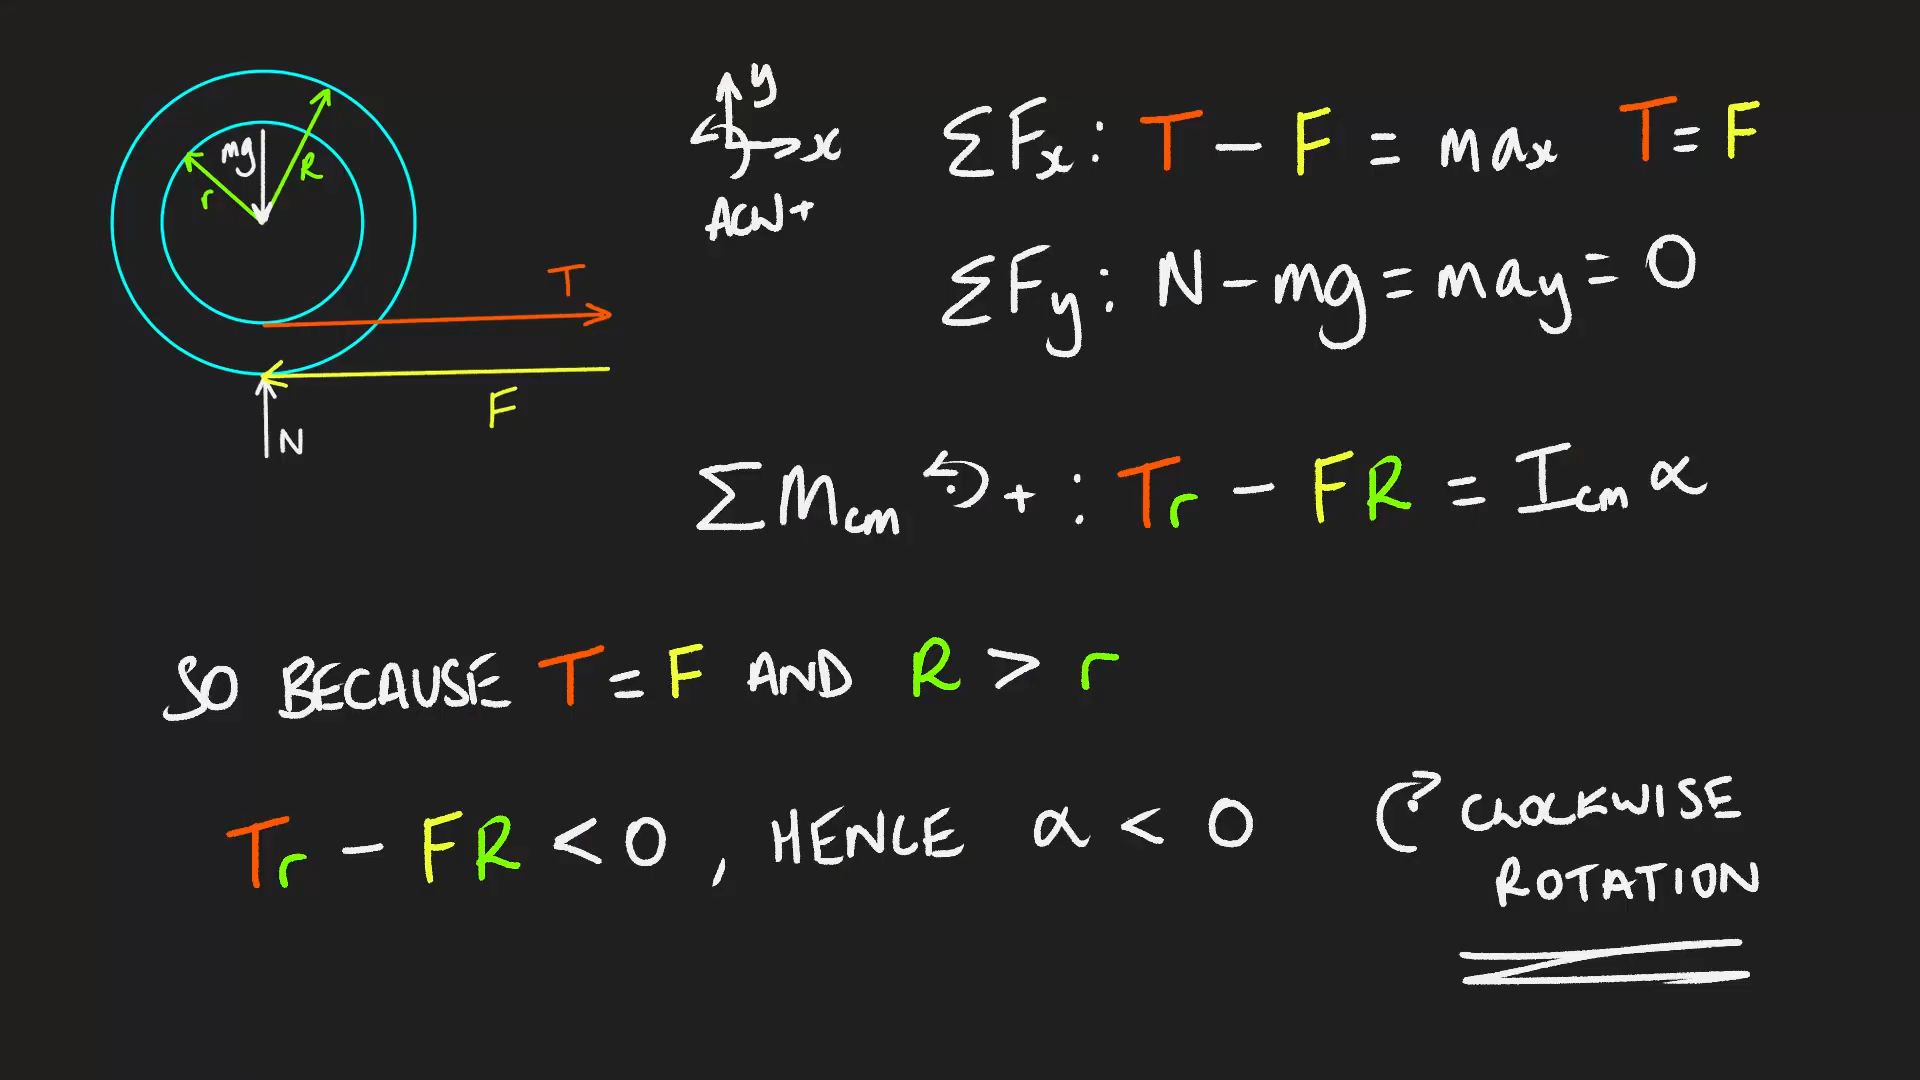 mg
r
R
T
F
N
y
x
ACW+
ΣFx: T - F = max T = F
ΣFy: N - mg = may = 0
ΣMcm ↶+ : Tr - FR = Icm α
SO BECAUSE T = F AND R > r
Tr - FR < 0 , HENCE α < 0
CLOCKWISE
ROTATION